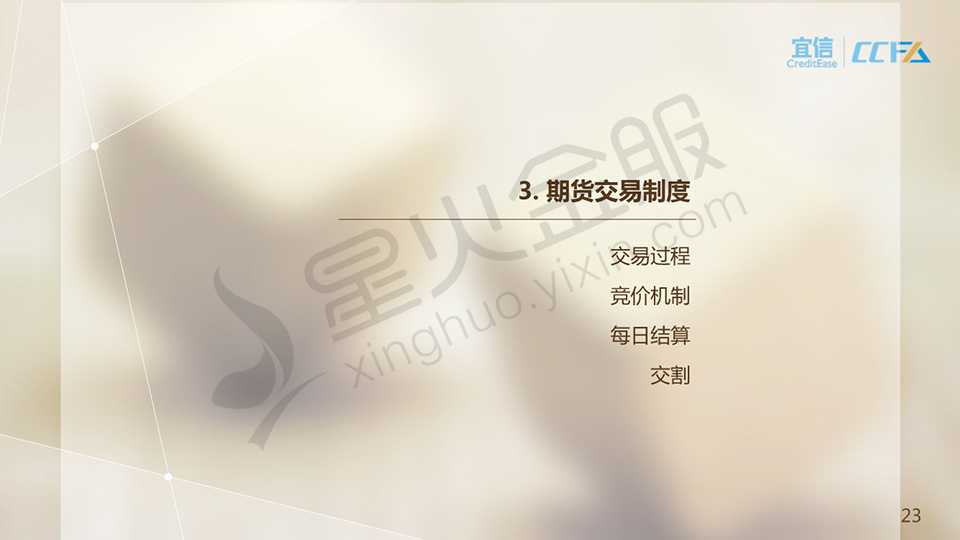 宜信
CreditEase
CCFA
3. 期货交易制度
交易过程
竞价机制
每日结算
交割
星火金服
xinghuo.yixin.com
23